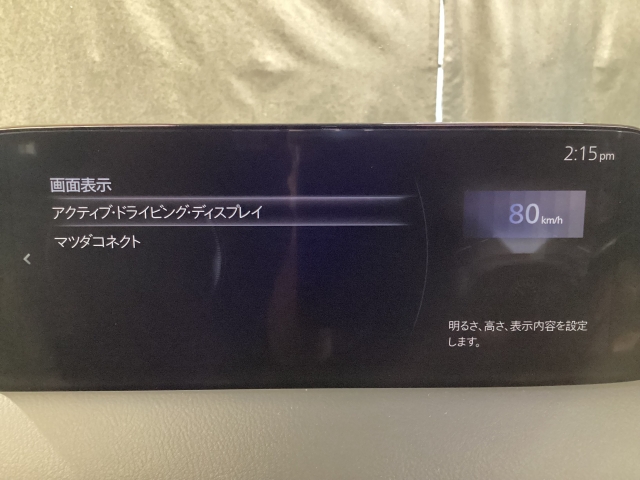 2:15pm
画面表示
アクティブ・ドライビング・ディスプレイ
80km/h
マツダコネクト
明るさ、高さ、表示内容を設定
します。